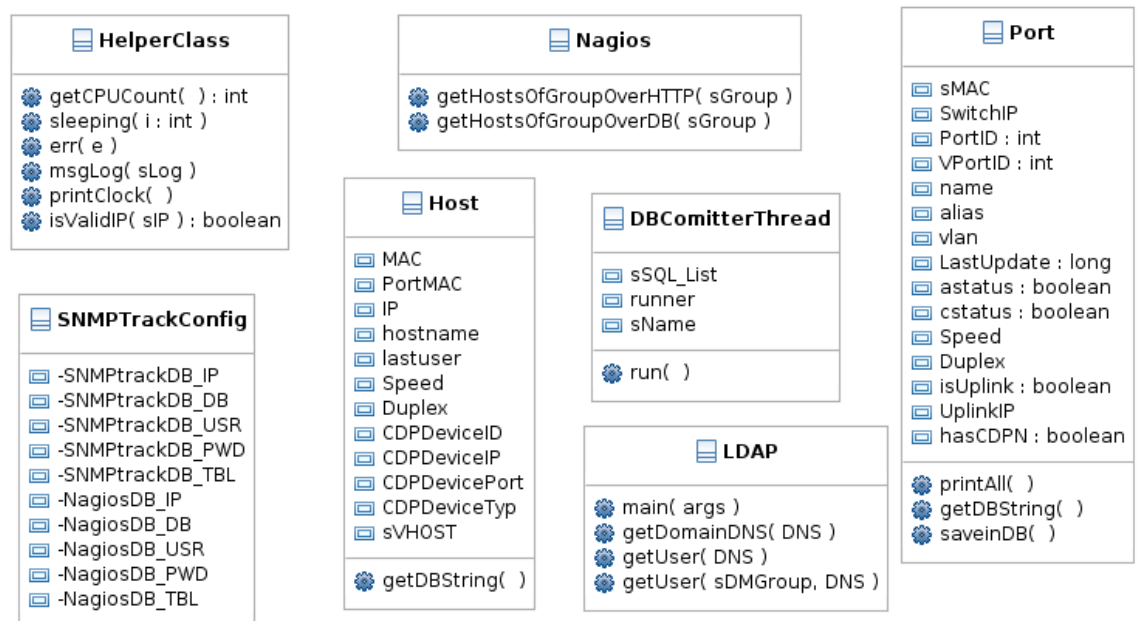 HelperClass
getCPUCount(  ) : int
sleeping( i : int )
err( e )
msgLog( sLog )
printClock(  )
isValidIP( sIP ) : boolean
Nagios
getHostsOfGroupOverHTTP( sGroup )
getHostsOfGroupOverDB( sGroup )
Port
sMAC
SwitchIP
PortID : int
VPortID : int
name
alias
vlan
LastUpdate : long
astatus : boolean
cstatus : boolean
Speed
Duplex
isUplink : boolean
UplinkIP
hasCDPN : boolean
printAll(  )
getDBString(  )
saveinDB(  )
Host
MAC
PortMAC
IP
hostname
lastuser
Speed
Duplex
CDPDeviceID
CDPDeviceIP
CDPDevicePort
CDPDeviceTyp
sVHOST
getDBString(  )
DBComitterThread
sSQL_List
runner
sName
run(  )
SNMPTrackConfig
-SNMPtrackDB_IP
-SNMPtrackDB_DB
-SNMPtrackDB_USR
-SNMPtrackDB_PWD
-SNMPtrackDB_TBL
-NagiosDB_IP
-NagiosDB_DB
-NagiosDB_USR
-NagiosDB_PWD
-NagiosDB_TBL
LDAP
main( args )
getDomainDNS( DNS )
getUser( DNS )
getUser( sDMGroup, DNS )